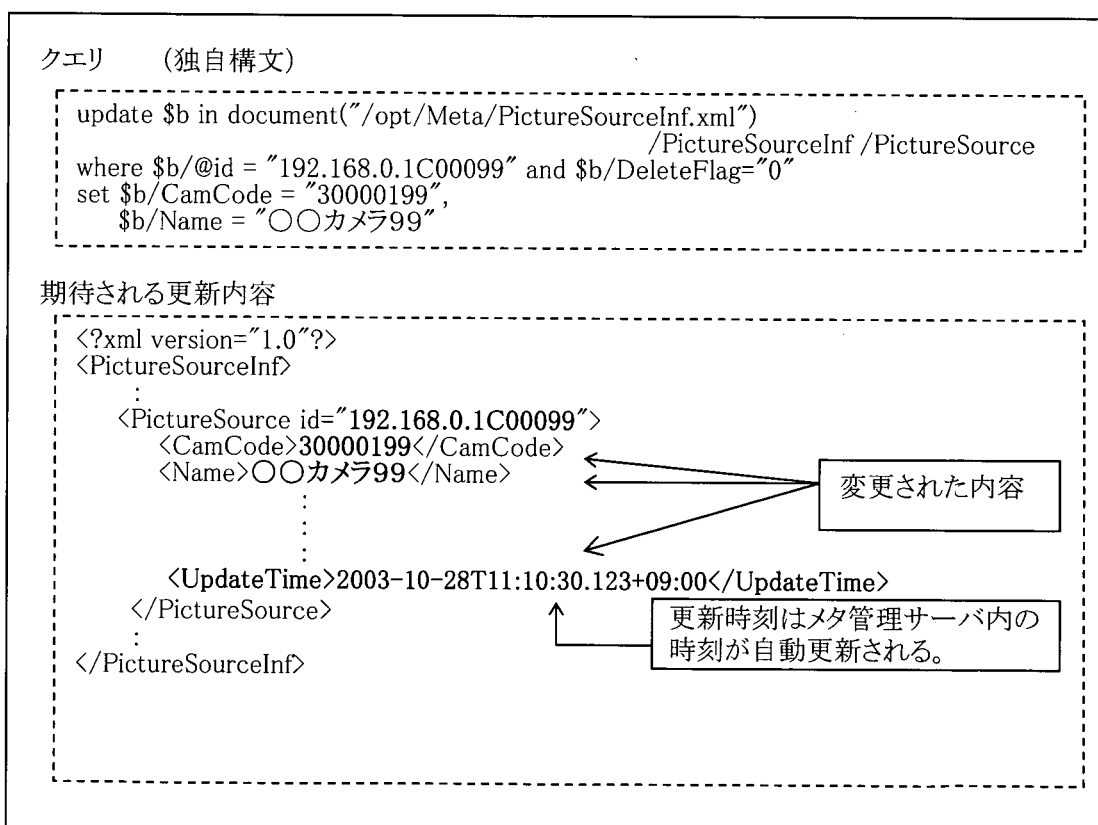 クエリ (独自構文)
update $b in document("/opt/Meta/PictureSourceInf.xml")
/PictureSourceInf /PictureSource
where $b/@id = "192.168.0.1C00099" and $b/DeleteFlag="0"
set $b/CamCode = "30000199",
$b/Name = "〇〇カメラ99"
期待される更新内容
<?xml version="1.0"?>
<PictureSourceInf>
:
<PictureSource id="192.168.0.1C00099">
<CamCode>30000199</CamCode>
<Name>〇〇カメラ99</Name>
変更された内容
:
:
:
<UpdateTime>2003-10-28T11:10:30.123+09:00</UpdateTime>
</PictureSource>
更新時刻はメタ管理サーバ内の
時刻が自動更新される。
:
</PictureSourceInf>